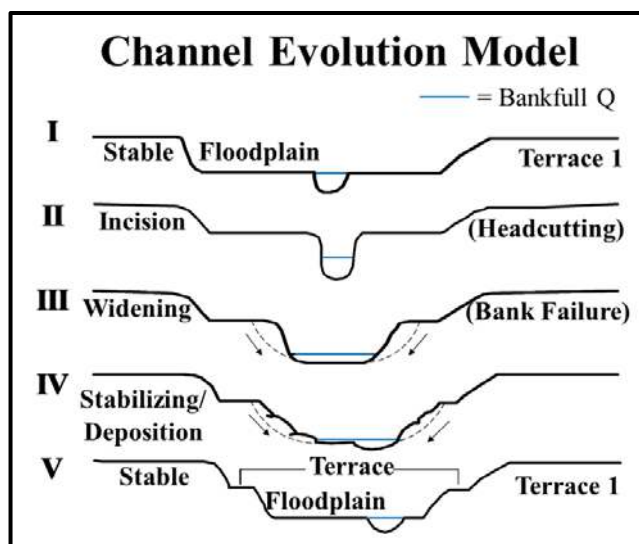 Channel Evolution Model
= Bankfull Q
I
Stable Floodplain Terrace 1
II
Incision (Headcutting)
III
Widening (Bank Failure)
IV
Stabilizing/
Deposition
V
Terrace
Stable Floodplain Terrace 1